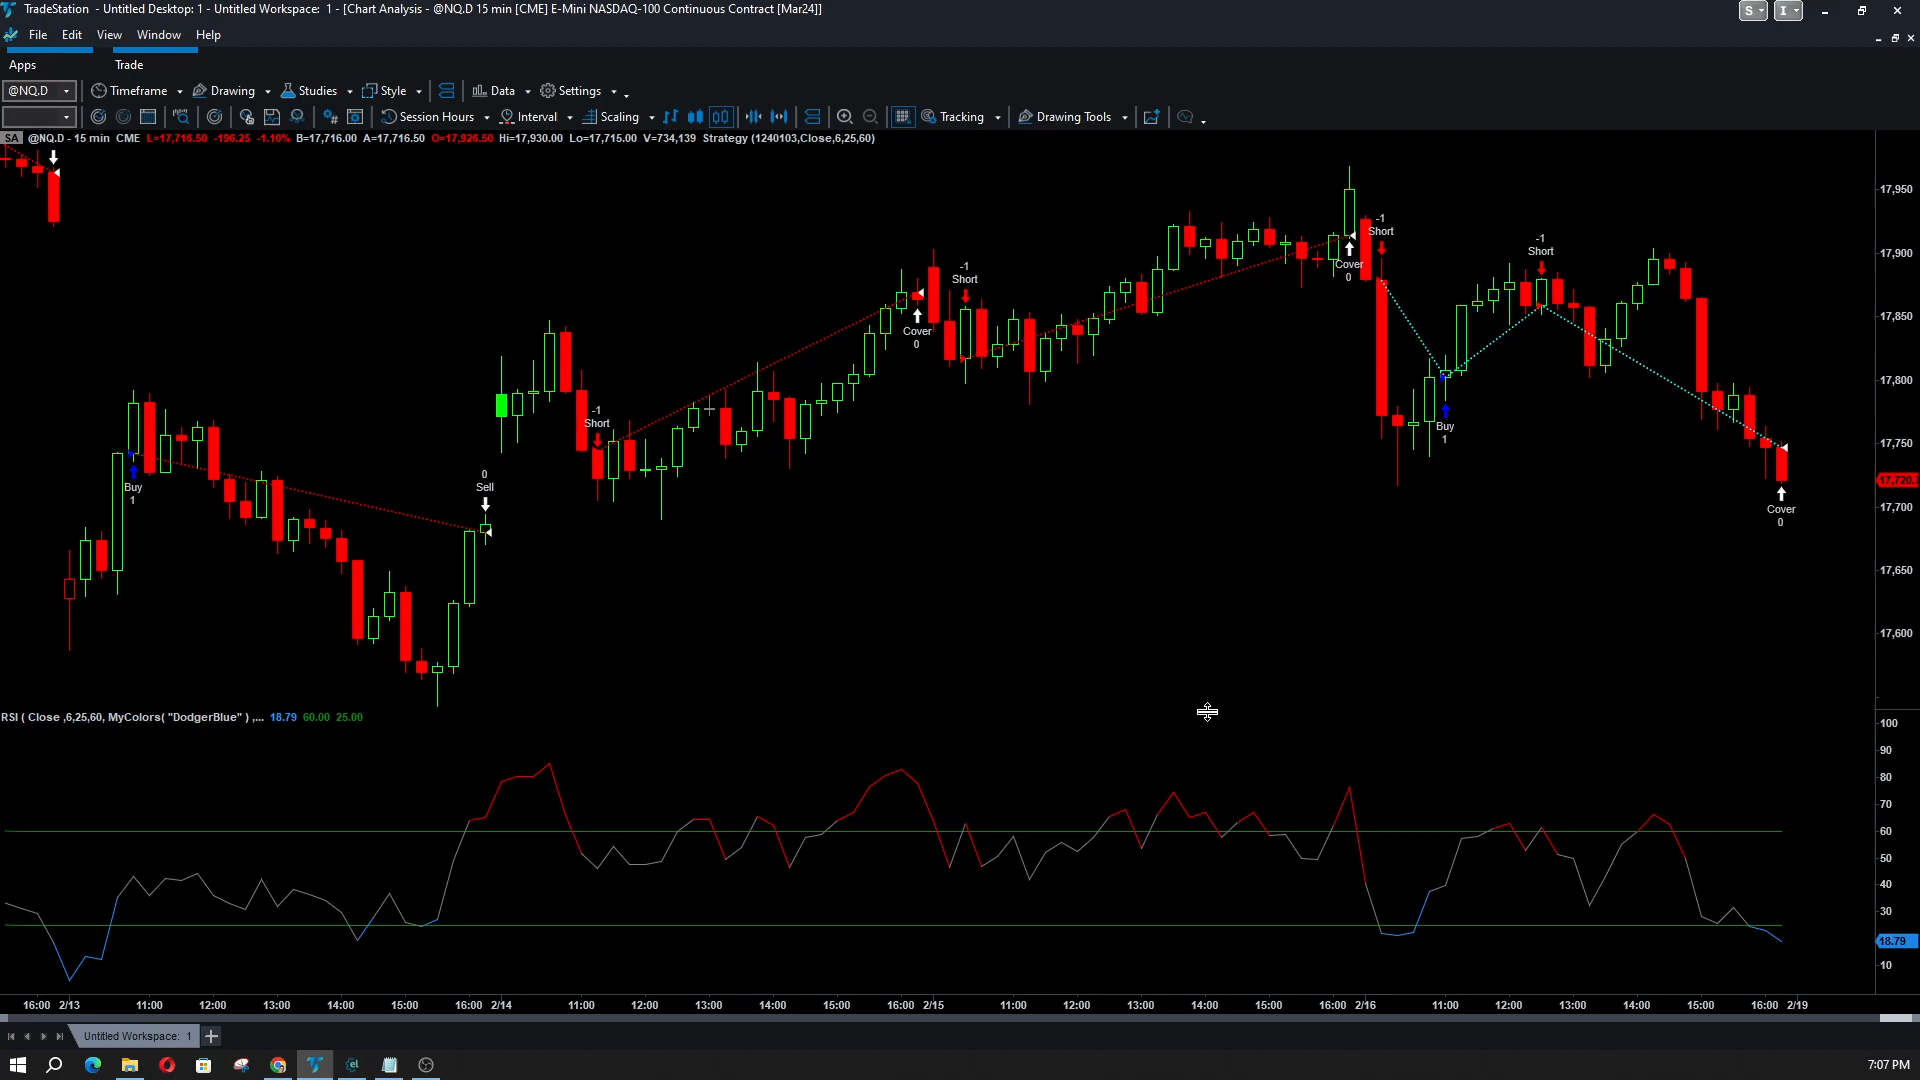 TradeStation - Untitled Desktop: 1 - Untitled Workspace: 1 - [Chart Analysis - @NQ.D 15 min [CME] E-Mini NASDAQ-100 Continuous Contract [Mar24]]
S
I
File Edit View Window Help
Apps Trade
@NQ.D Timeframe Drawing Studies Style Data Settings
Session Hours Interval Scaling Tracking Drawing Tools
SA @NQ.D - 15 min CME L=17,716.50 -196.25 -1.10% B=17,716.00 A=17,716.50 O=17,926.50 Hi=17,930.00 Lo=17,715.00 V=734,139 Strategy (1240103,Close,6,25,60)
17,950
-1
Short
-1
Short
17,900
Cover
0
-1
Short
17,850
Cover
0
17,800
-1
Short
Buy
1
17,750
0
Sell
17,720.
Buy
1
17,700
Cover
0
17,650
17,600
RSI ( Close ,6,25,60, MyColors( "DodgerBlue" ) ,... 18.79 60.00 25.00
100
90
80
70
60
50
40
30
18.79
10
16:00 2/13 11:00 12:00 13:00 14:00 15:00 16:00 2/14 11:00 12:00 13:00 14:00 15:00 16:00 2/15 11:00 12:00 13:00 14:00 15:00 16:00 2/16 11:00 12:00 13:00 14:00 15:00 16:00 2/19
Untitled Workspace: 1
el
7:07 PM